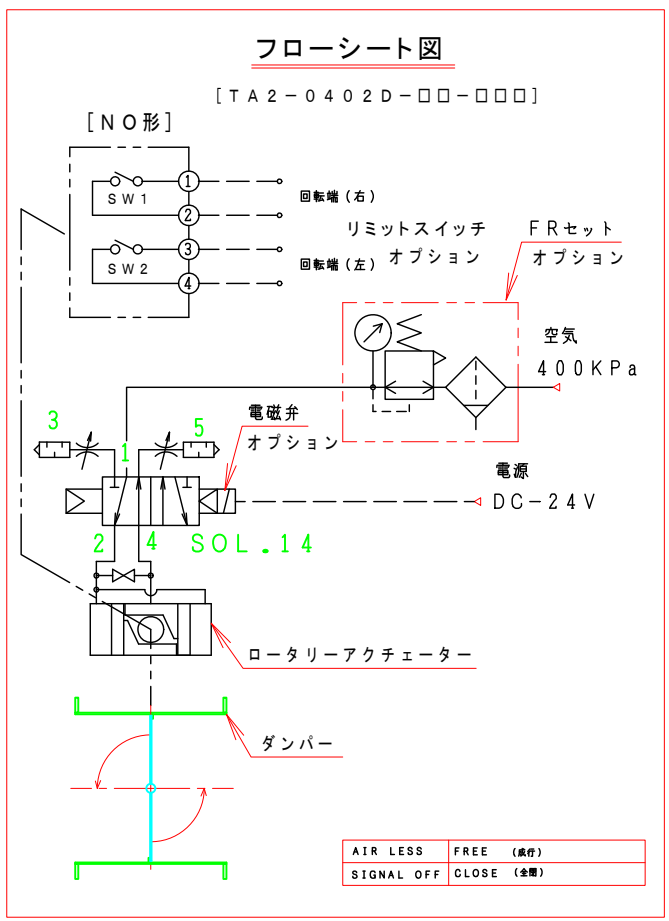 フローシート図
[TA2-0402D-□□-□□□]
[NO形]
SW1
1
2
回転端(右)
SW2
3
4
回転端(左)
リミットスイッチ
オプション
FRセット
オプション
空気
400KPa
電磁弁
オプション
3
1
5
電源
DC-24V
2
4
SOL.14
ロータリーアクチェーター
ダンパー
AIR LESS FREE (成行)
SIGNAL OFF CLOSE (全閉)